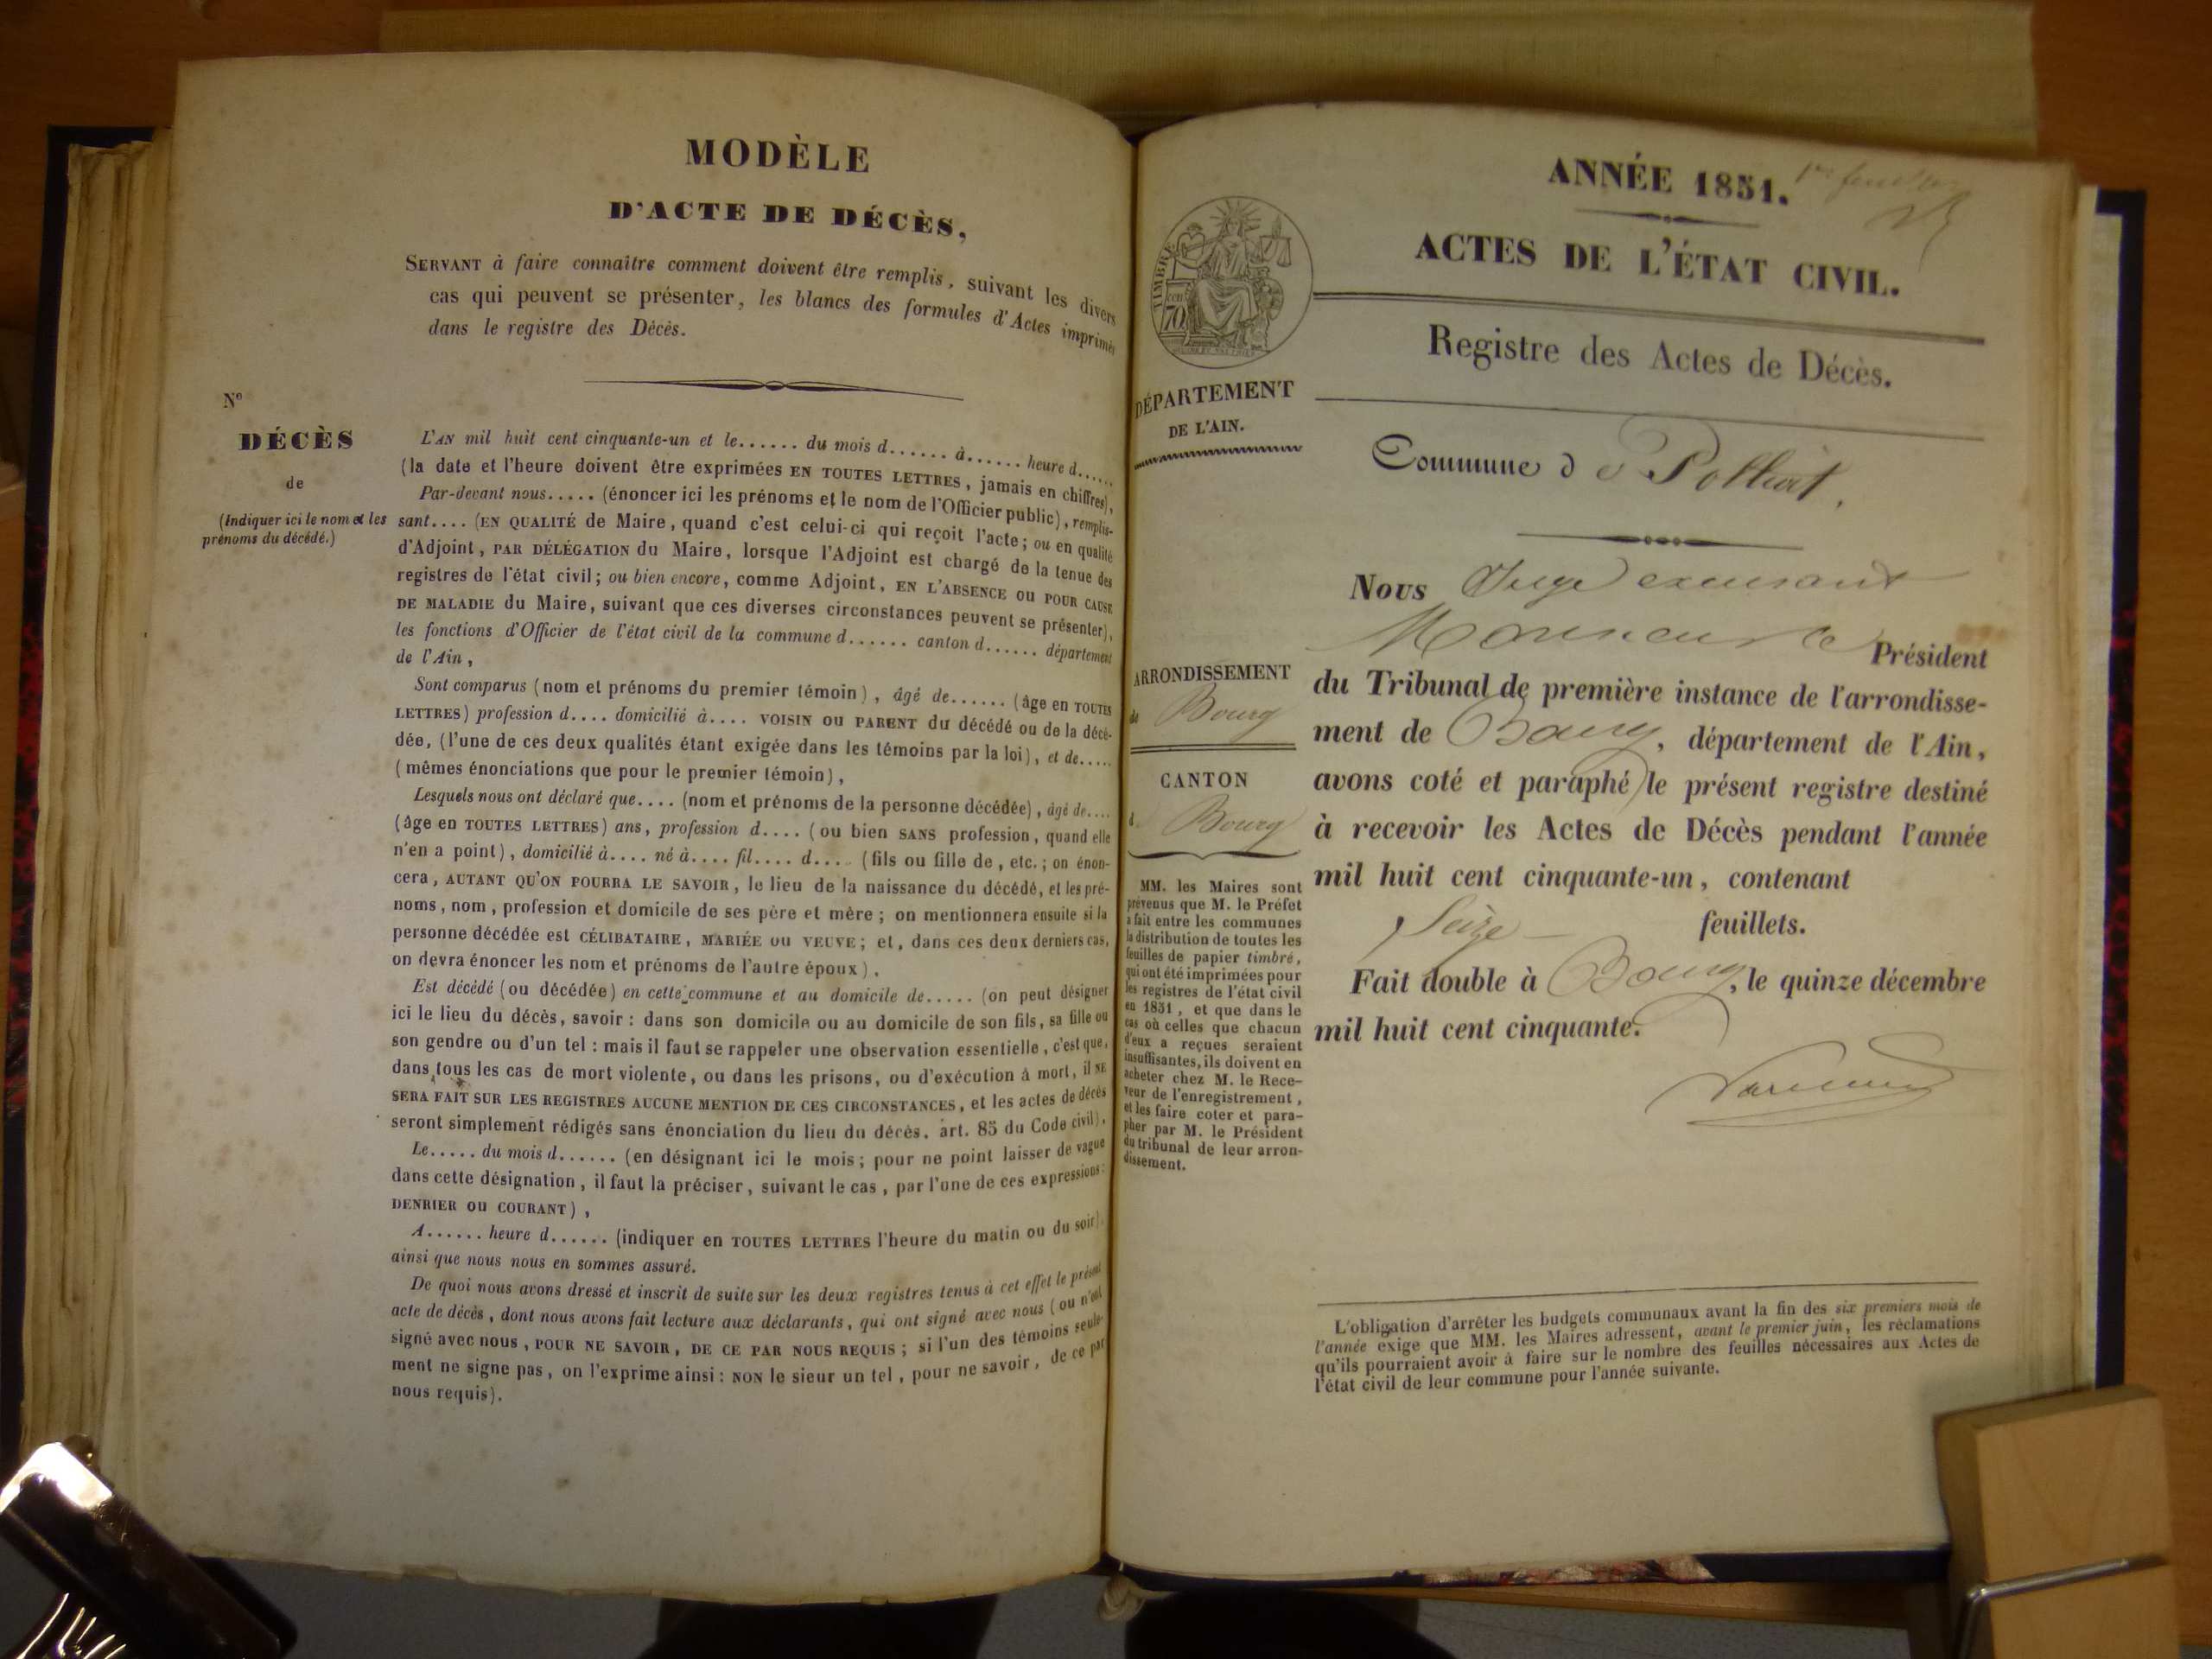 MODÈLE
D'ACTE DE DÉCÈS,
SERVANT à faire connaître comment doivent être remplis, suivant les divers
cas qui peuvent se présenter, les blancs des formules d'Actes imprimés
dans le registre des Décès.
N°
DÉCÈS
de
(Indiquer ici le nom et les
prénoms du décédé.)
L'AN mil huit cent cinquante-un et le...... du mois d...... à...... heure d......
(la date et l'heure doivent être exprimées EN TOUTES LETTRES, jamais en chiffres),
Par-devant nous..... (énoncer ici les prénoms et le nom de l'Officier public), remplis-
sant.... (EN QUALITÉ de Maire, quand c'est celui-ci qui reçoit l'acte; ou en qualité
d'Adjoint, PAR DÉLÉGATION du Maire, lorsque l'Adjoint est chargé de la tenue des
registres de l'état civil; ou bien encore, comme Adjoint, EN L'ABSENCE OU POUR CAUSE
DE MALADIE du Maire, suivant que ces diverses circonstances peuvent se présenter),
les fonctions d'Officier de l'état civil de la commune d...... canton d...... département
de l'Ain,
Sont comparus (nom et prénoms du premier témoin), âgé de...... (âge en TOUTES
LETTRES) profession d.... domicilié à.... VOISIN OU PARENT du décédé ou de la décé-
dée, (l'une de ces deux qualités étant exigée dans les témoins par la loi), et de.....
(mêmes énonciations que pour le premier témoin),
Lesquels nous ont déclaré que.... (nom et prénoms de la personne décédée), âgé de....
(âge en TOUTES LETTRES) ans, profession d.... (ou bien SANS profession, quand elle
n'en a point), domicilié à.... né à.... fil.... d.... (fils ou fille de, etc.; on énon-
cera, AUTANT QU'ON POURRA LE SAVOIR, le lieu de la naissance du décédé, et les pré-
noms, nom, profession et domicile de ses père et mère; on mentionnera ensuite si la
personne décédée est CÉLIBATAIRE, MARIÉE OU VEUVE; et, dans ces deux derniers cas,
on devra énoncer les nom et prénoms de l'autre époux).
Est décédé (ou décédée) en cette commune et au domicile de..... (on peut désigner
ici le lieu du décès, savoir: dans son domicile ou au domicile de son fils, sa fille ou
son gendre ou d'un tel: mais il faut se rappeler une observation essentielle, c'est que,
dans tous les cas de mort violente, ou dans les prisons, ou d'exécution à mort, il NE
SERA FAIT SUR LES REGISTRES AUCUNE MENTION DE CES CIRCONSTANCES, et les actes de décès
seront simplement rédigés sans énonciation du lieu du décès. art. 85 du Code civil).
Le..... du mois d...... (en désignant ici le mois; pour ne point laisser de vague
dans cette désignation, il faut la préciser, suivant le cas, par l'une de ces expressions:
DENRIER OU COURANT),
A...... heure d...... (indiquer en TOUTES LETTRES l'heure du matin ou du soir).
ainsi que nous nous en sommes assuré.
De quoi nous avons dressé et inscrit de suite sur les deux registres tenus à cet effet le présent
acte de décès, dont nous avons fait lecture aux déclarants, qui ont signé avec nous (ou n'ont
signé avec nous, POUR NE SAVOIR, DE CE PAR NOUS REQUIS; si l'un des témoins seule-
ment ne signe pas, on l'exprime ainsi: NON le sieur un tel, pour ne savoir, de ce par
nous requis).
ANNÉE 1851.
ACTES DE L'ÉTAT CIVIL.
TIMBRE
70
Registre des Actes de Décès.
DÉPARTEMENT
DE L'AIN.
Commune d Polliat.
Nous Juge exerçant
Monsieur le Président
du Tribunal de première instance de l'arrondisse-
ment de Bourg, département de l'Ain,
avons coté et paraphé le présent registre destiné
à recevoir les Actes de Décès pendant l'année
mil huit cent cinquante-un, contenant
Seize feuillets.
Fait double à Bourg, le quinze décembre
mil huit cent cinquante.
ARRONDISSEMENT
de Bourg
CANTON
d Bourg
MM. les Maires sont
prévenus que M. le Préfet
a fait entre les communes
la distribution de toutes les
feuilles de papier timbré,
qui ont été imprimées pour
les registres de l'état civil
en 1851, et que dans le
cas où celles que chacun
d'eux a reçues seraient
insuffisantes, ils doivent en
acheter chez M. le Rece-
veur de l'enregistrement,
et les faire coter et para-
pher par M. le Président
du tribunal de leur arron-
dissement.
L'obligation d'arrêter les budgets communaux avant la fin des six premiers mois de
l'année exige que MM. les Maires adressent, avant le premier juin, les réclamations
qu'ils pourraient avoir à faire sur le nombre des feuilles nécessaires aux Actes de
l'état civil de leur commune pour l'année suivante.